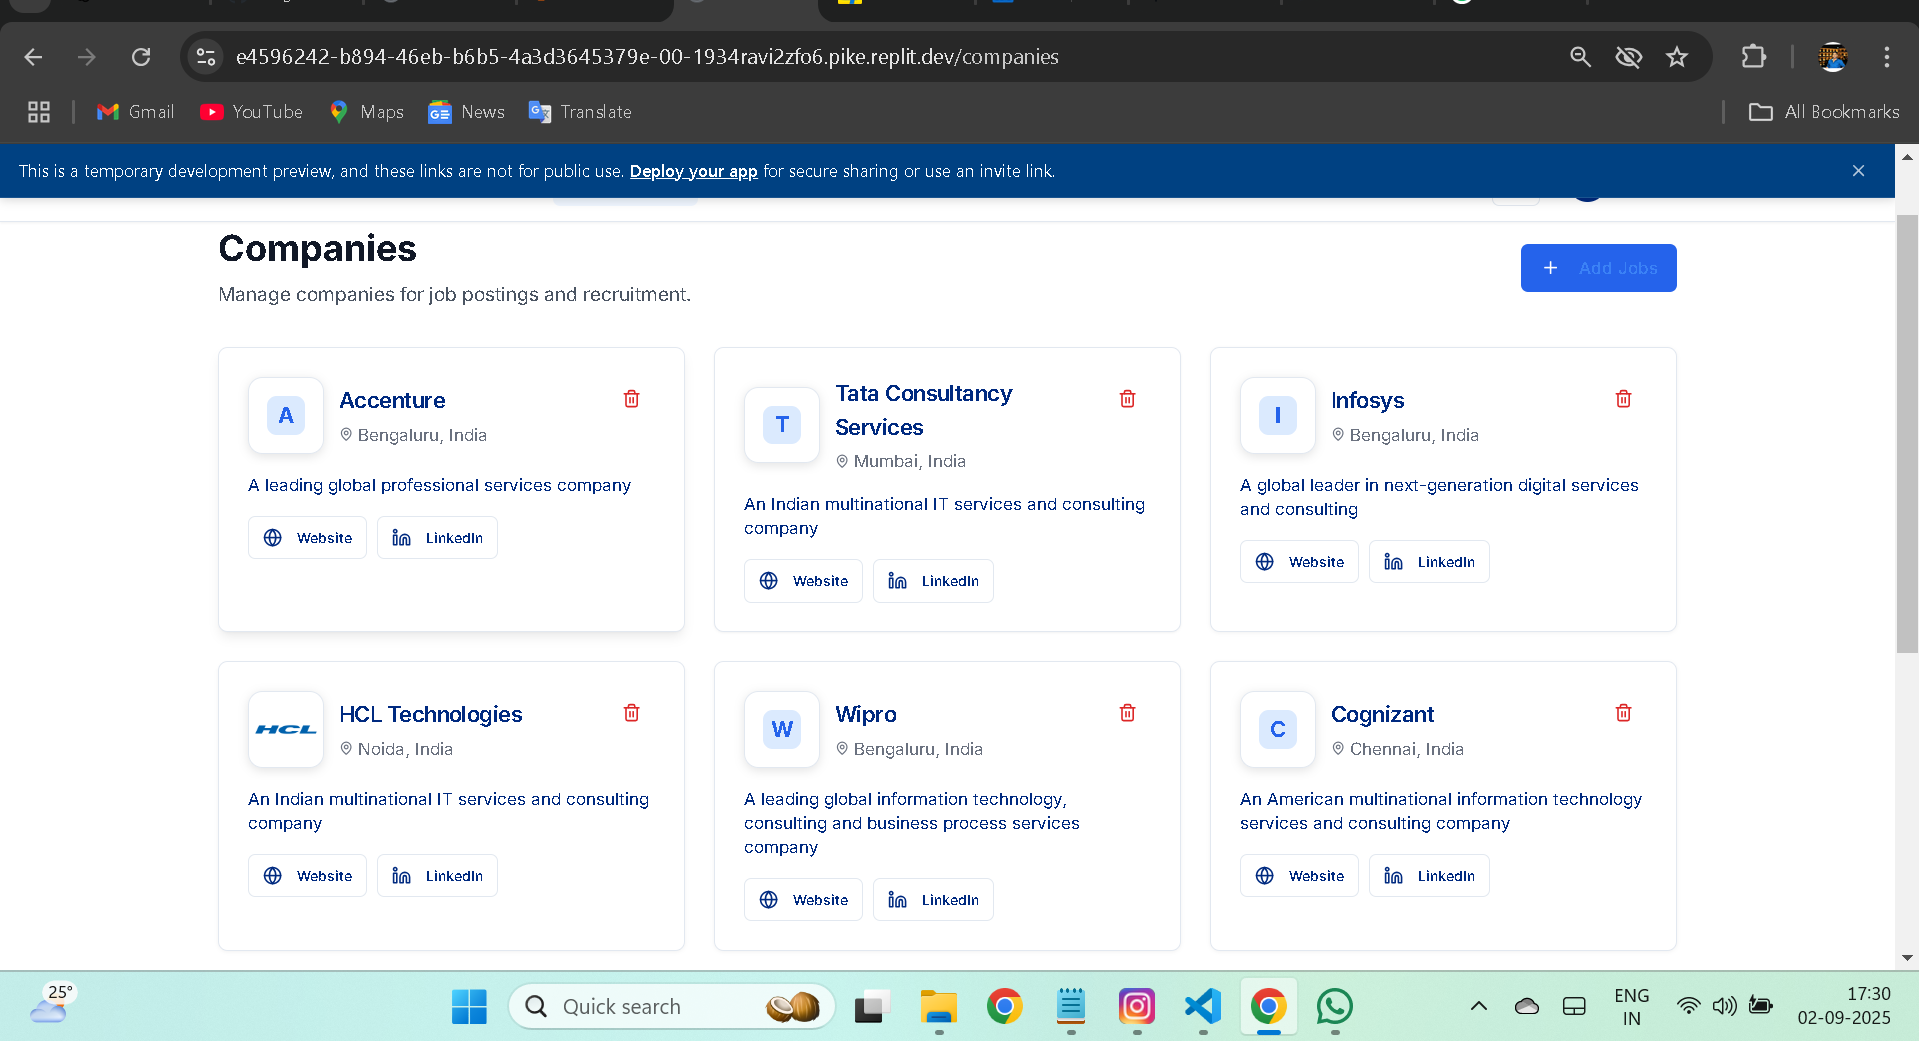 e4596242-b894-46eb-b6b5-4a3d3645379e-00-1934ravi2zfo6.pike.replit.dev/companies
Gmail
YouTube
Maps
News
Translate
All Bookmarks
This is a temporary development preview, and these links are not for public use. Deploy your app for secure sharing or use an invite link.
Companies
Manage companies for job postings and recruitment.
Add Jobs
A
Accenture
Bengaluru, India
A leading global professional services company
Website
LinkedIn
T
Tata Consultancy
Services
Mumbai, India
An Indian multinational IT services and consulting
company
Website
LinkedIn
I
Infosys
Bengaluru, India
A global leader in next-generation digital services
and consulting
Website
LinkedIn
HCL
HCL Technologies
Noida, India
An Indian multinational IT services and consulting
company
Website
LinkedIn
W
Wipro
Bengaluru, India
A leading global information technology,
consulting and business process services
company
Website
LinkedIn
C
Cognizant
Chennai, India
An American multinational information technology
services and consulting company
Website
LinkedIn
25°
Quick search
ENG
IN
17:30
02-09-2025